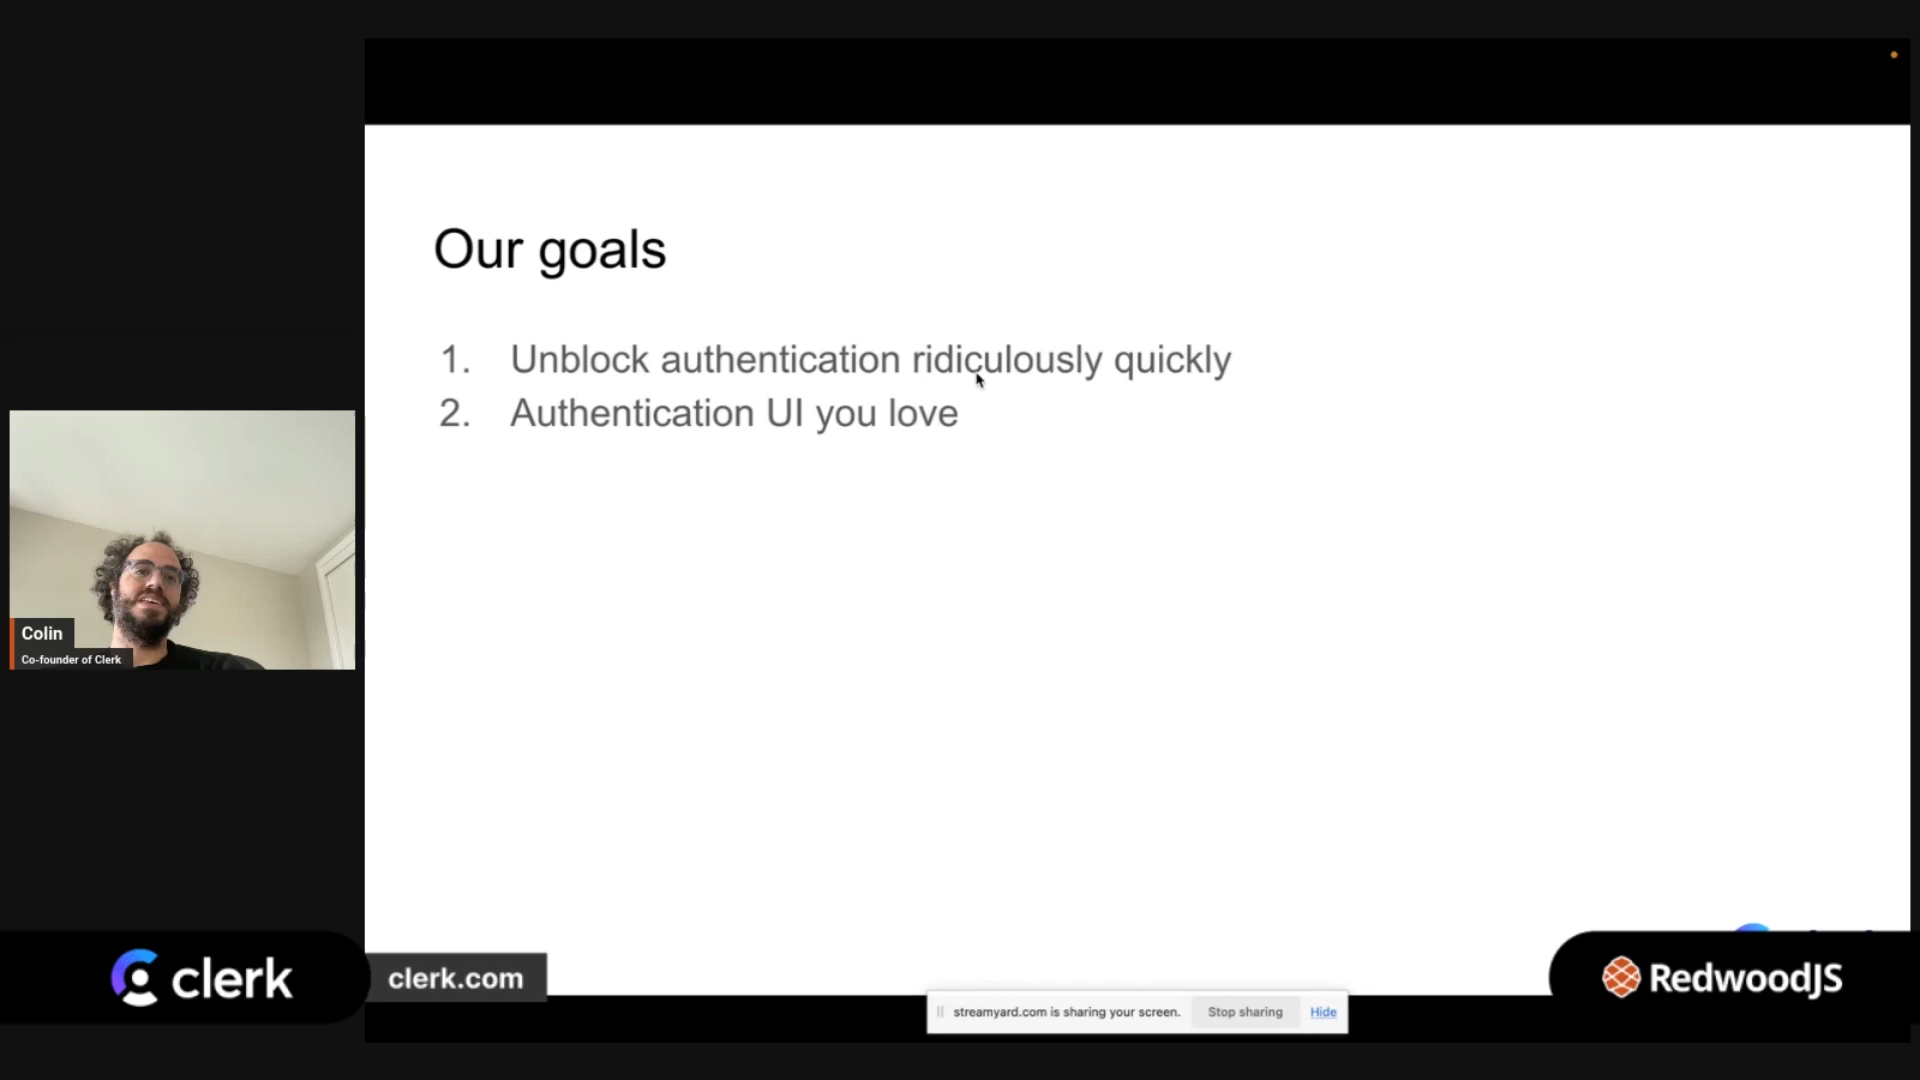 Our goals
1. Unblock authentication ridiculously quickly
2. Authentication UI you love
Colin
Co-founder of Clerk
clerk
clerk.com
streamyard.com is sharing your screen.
Stop sharing
Hide
RedwoodJS